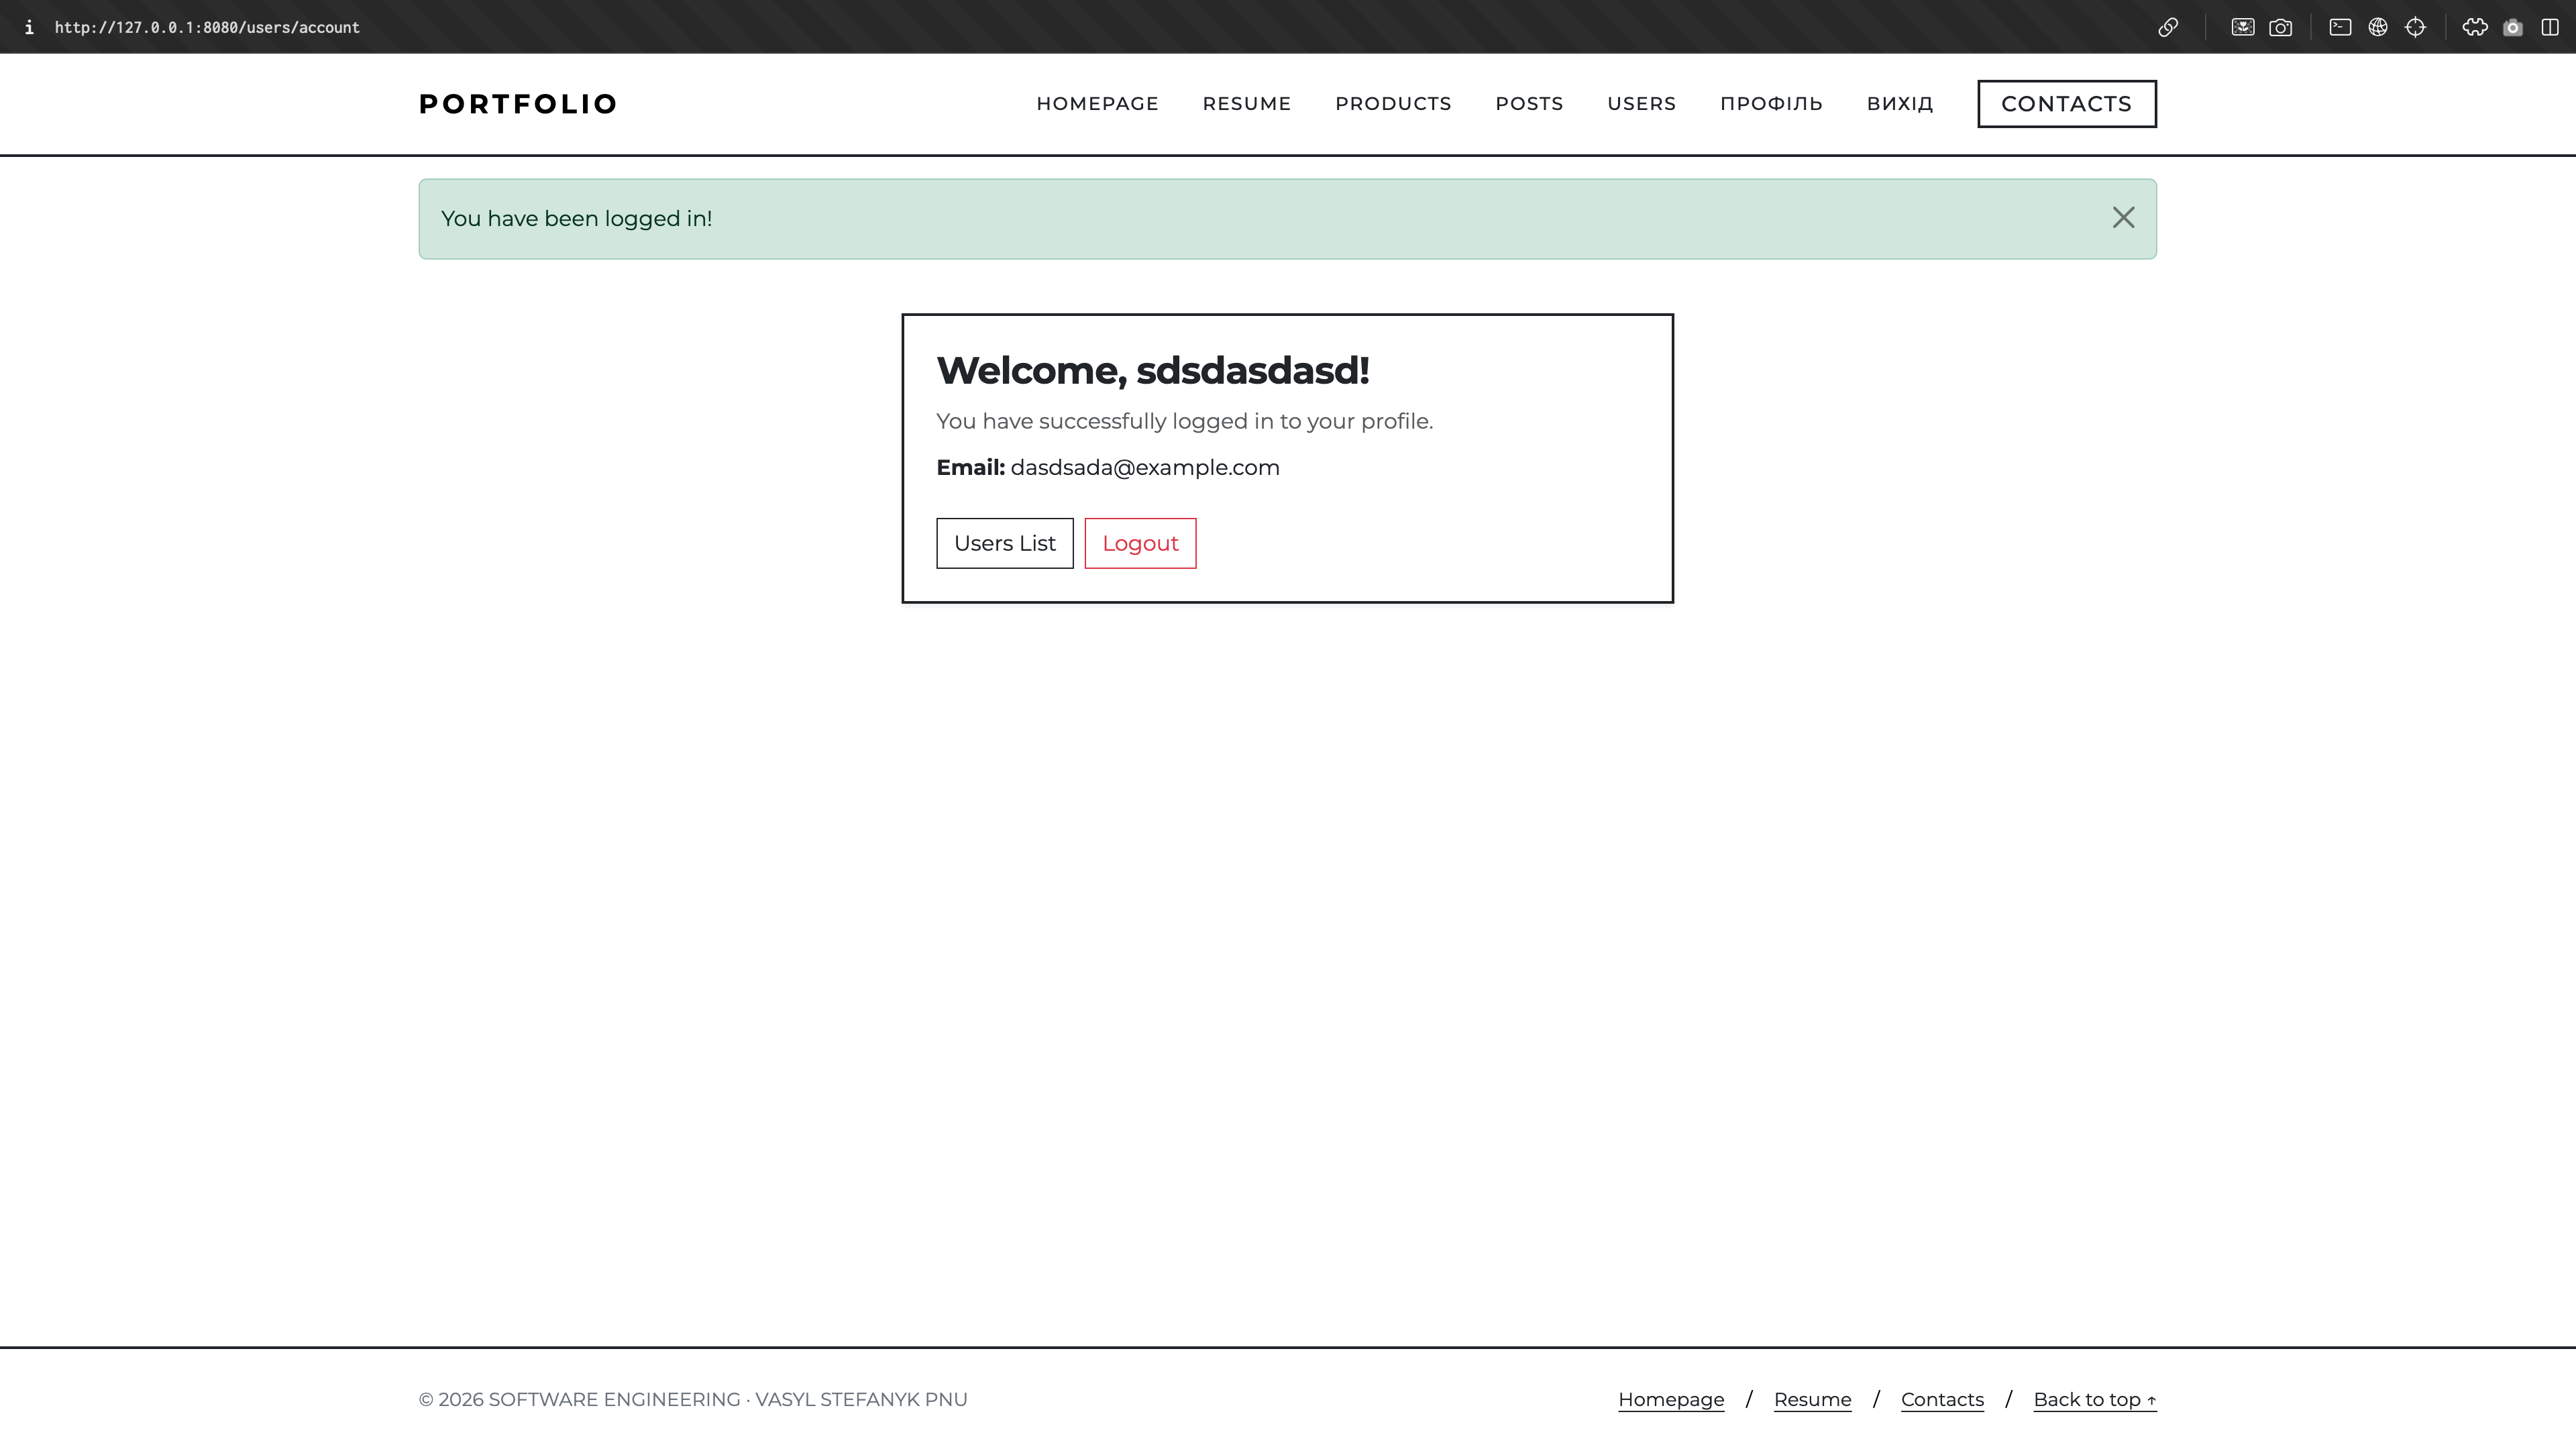 i http://127.0.0.1:8080/users/account
PORTFOLIO HOMEPAGE RESUME PRODUCTS POSTS USERS ПРОФІЛЬ ВИХІД CONTACTS
You have been logged in!
Welcome, sdsdasdasd!
You have successfully logged in to your profile.
Email: dasdsada@example.com
Users List Logout
© 2026 SOFTWARE ENGINEERING · VASYL STEFANYK PNU Homepage / Resume / Contacts / Back to top ↑